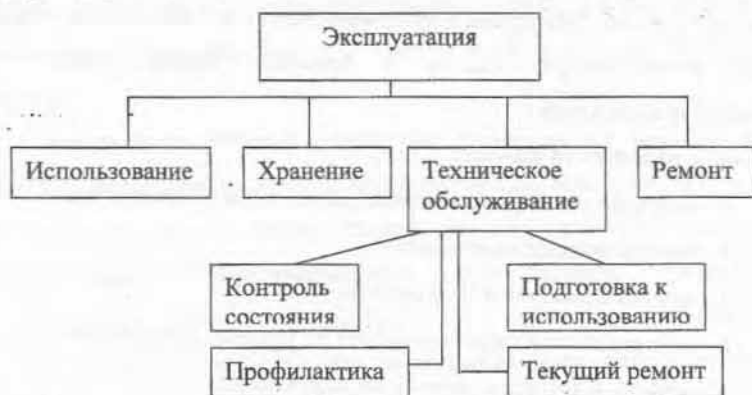 Эксплуатация
Использование
Хранение
Техническое
обслуживание
Ремонт
Контроль
состояния
Подготовка к
использованию
Профилактика
Текущий ремонт